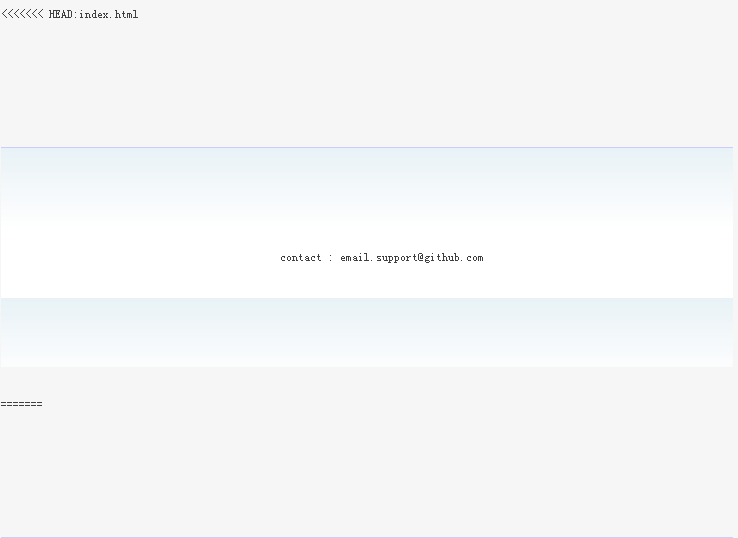 <<<<<<< HEAD:index.html
contact : email.support@github.com
=======